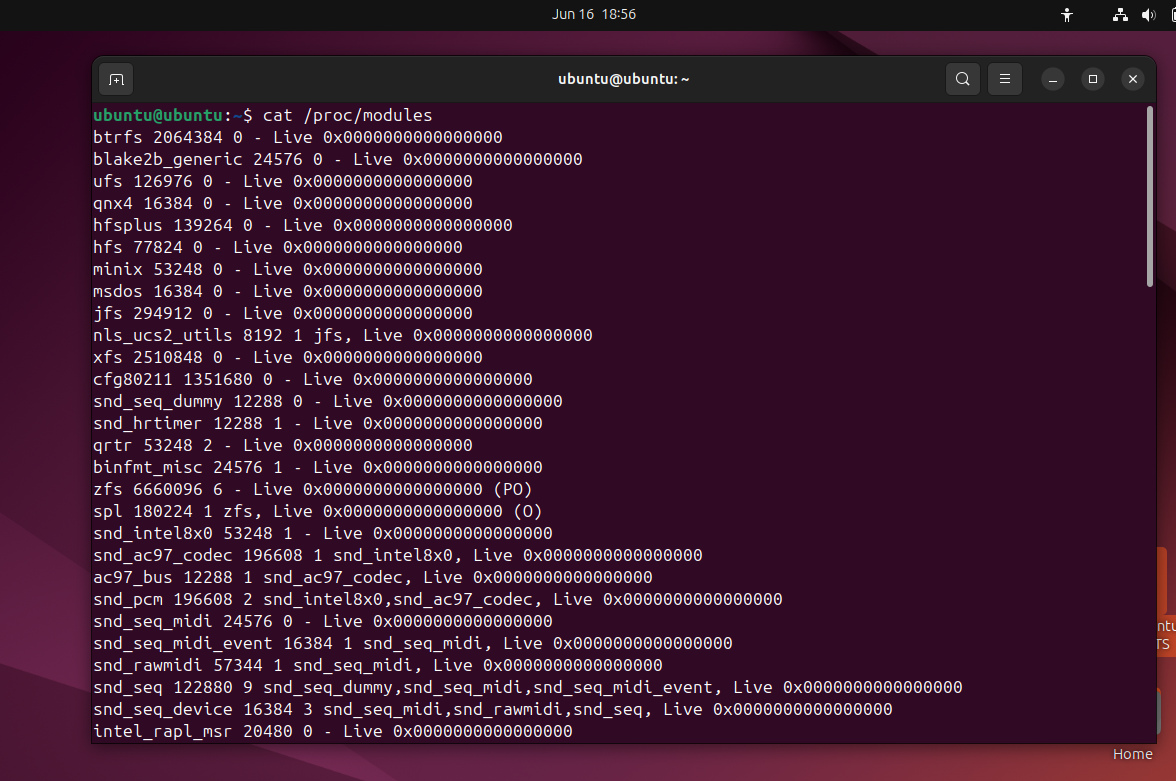 Jun 16 18:56
ubuntu@ubuntu: ~
ubuntu@ubuntu:~$ cat /proc/modules
btrfs 2064384 0 - Live 0x0000000000000000
blake2b_generic 24576 0 - Live 0x0000000000000000
ufs 126976 0 - Live 0x0000000000000000
qnx4 16384 0 - Live 0x0000000000000000
hfsplus 139264 0 - Live 0x0000000000000000
hfs 77824 0 - Live 0x0000000000000000
minix 53248 0 - Live 0x0000000000000000
msdos 16384 0 - Live 0x0000000000000000
jfs 294912 0 - Live 0x0000000000000000
nls_ucs2_utils 8192 1 jfs, Live 0x0000000000000000
xfs 2510848 0 - Live 0x0000000000000000
cfg80211 1351680 0 - Live 0x0000000000000000
snd_seq_dummy 12288 0 - Live 0x0000000000000000
snd_hrtimer 12288 1 - Live 0x0000000000000000
qrtr 53248 2 - Live 0x0000000000000000
binfmt_misc 24576 1 - Live 0x0000000000000000
zfs 6660096 6 - Live 0x0000000000000000 (PO)
spl 180224 1 zfs, Live 0x0000000000000000 (O)
snd_intel8x0 53248 1 - Live 0x0000000000000000
snd_ac97_codec 196608 1 snd_intel8x0, Live 0x0000000000000000
ac97_bus 12288 1 snd_ac97_codec, Live 0x0000000000000000
snd_pcm 196608 2 snd_intel8x0,snd_ac97_codec, Live 0x0000000000000000
snd_seq_midi 24576 0 - Live 0x0000000000000000
snd_seq_midi_event 16384 1 snd_seq_midi, Live 0x0000000000000000
snd_rawmidi 57344 1 snd_seq_midi, Live 0x0000000000000000
snd_seq 122880 9 snd_seq_dummy,snd_seq_midi,snd_seq_midi_event, Live 0x0000000000000000
snd_seq_device 16384 3 snd_seq_midi,snd_rawmidi,snd_seq, Live 0x0000000000000000
intel_rapl_msr 20480 0 - Live 0x0000000000000000
ntu
TS
Home